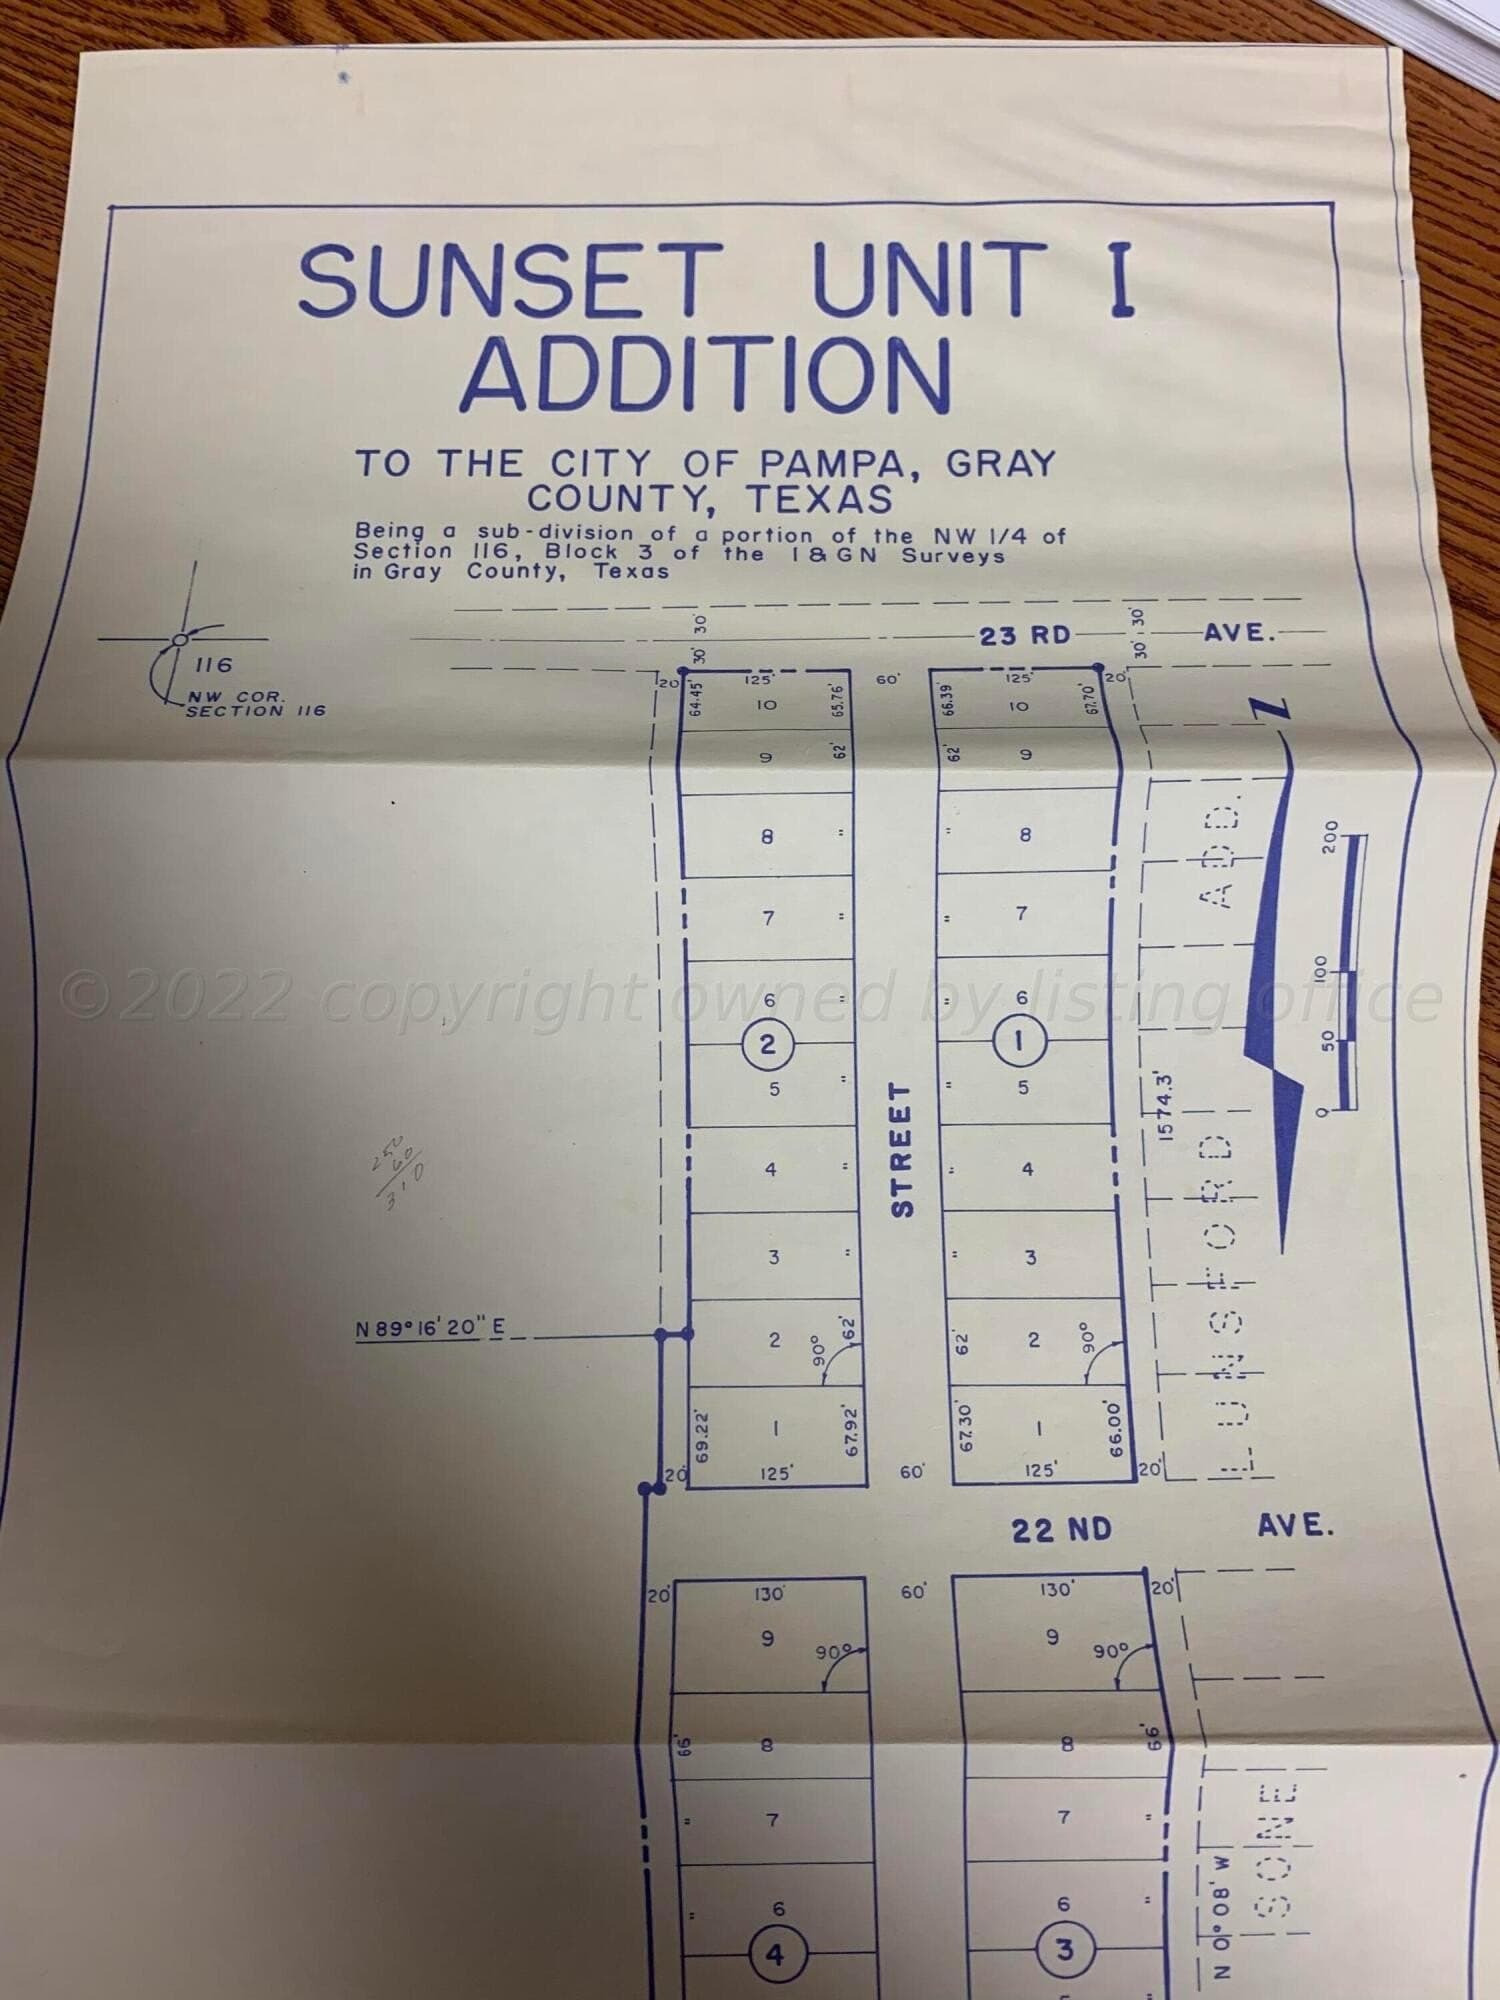 SUNSET UNIT I
ADDITION
TO THE CITY OF PAMPA, GRAY
COUNTY, TEXAS
Being a sub-division of a portion of the NW 1/4 of
Section 116, Block 3 of the I & GN Surveys
in Gray County, Texas
116
NW COR.
SECTION 116
30' 30'
30' 30'
23 RD AVE.
20' 125' 60' 125' 20'
64.45' 10 65.76' 66.39' 10 67.70'
Z
9 62' 62' 9
8 " " 8
7 " " 7
6 " " 6
2 1
5 " " 5
4 " " 4
3 " " 3
2 90° 62' 62' 2 90°
69.22' 1 67.92' 67.30' 1 66.00'
20' 125' 60' 125' 20'
STREET
LUNSFORD ADD.
1574.3'
200
100
50
0
250
60
310
N 89° 16' 20" E
©2022 copyright owned by listing office
22 ND AVE.
20' 130' 60' 130' 20'
9 90° 9 90°
66' 8 8 66'
" 7 7 "
" 6 6 "
4 3
"
N 0° 08' W
SONE